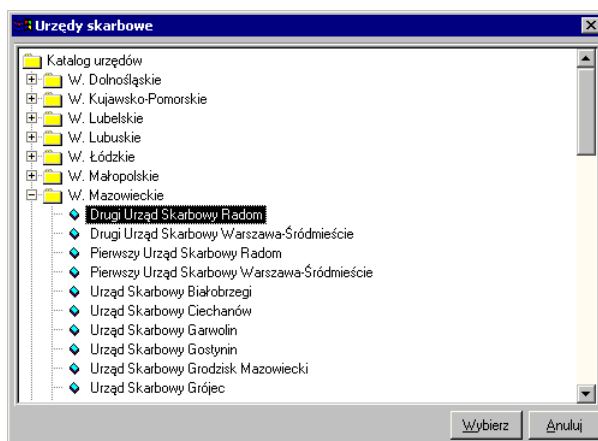 Urzędy skarbowe
Katalog urzędów
W. Dolnośląskie
W. Kujawsko-Pomorskie
W. Lubelskie
W. Lubuskie
W. Łódzkie
W. Małopolskie
W. Mazowieckie
Drugi Urząd Skarbowy Radom
Drugi Urząd Skarbowy Warszawa-Śródmieście
Pierwszy Urząd Skarbowy Radom
Pierwszy Urząd Skarbowy Warszawa-Śródmieście
Urząd Skarbowy Białobrzegi
Urząd Skarbowy Ciechanów
Urząd Skarbowy Garwolin
Urząd Skarbowy Gostynin
Urząd Skarbowy Grodzisk Mazowiecki
Urząd Skarbowy Grójec
Wybierz Anuluj